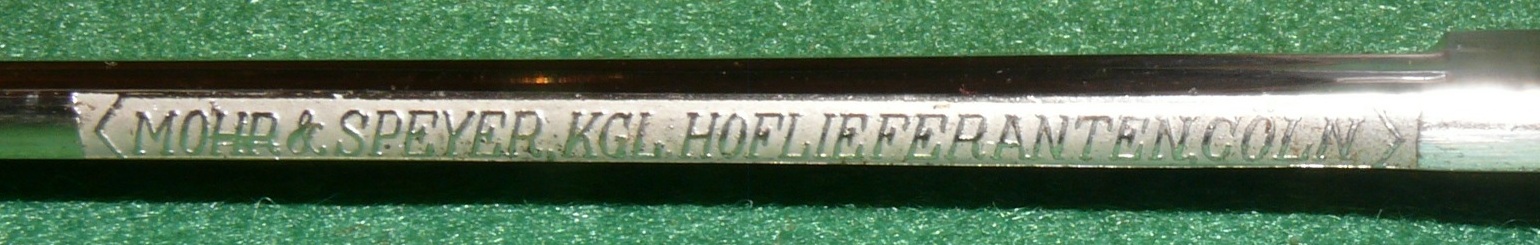 MOHR & SPEYER. KGL. HOFLIEFERANTEN.CÖLN